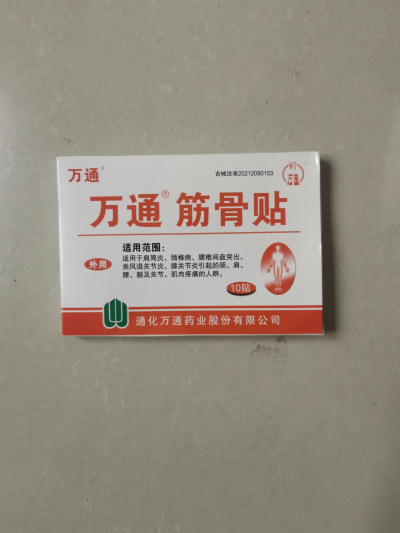 万通®
吉械注准20212090153
万通
万通®筋骨贴
外用
适用范围:
适用于肩周炎、颈椎病、腰椎间盘突出、
类风湿关节炎、膝关节炎引起的颈、肩、
腰、腿及关节、肌肉疼痛的人群。
10贴
通化万通药业股份有限公司